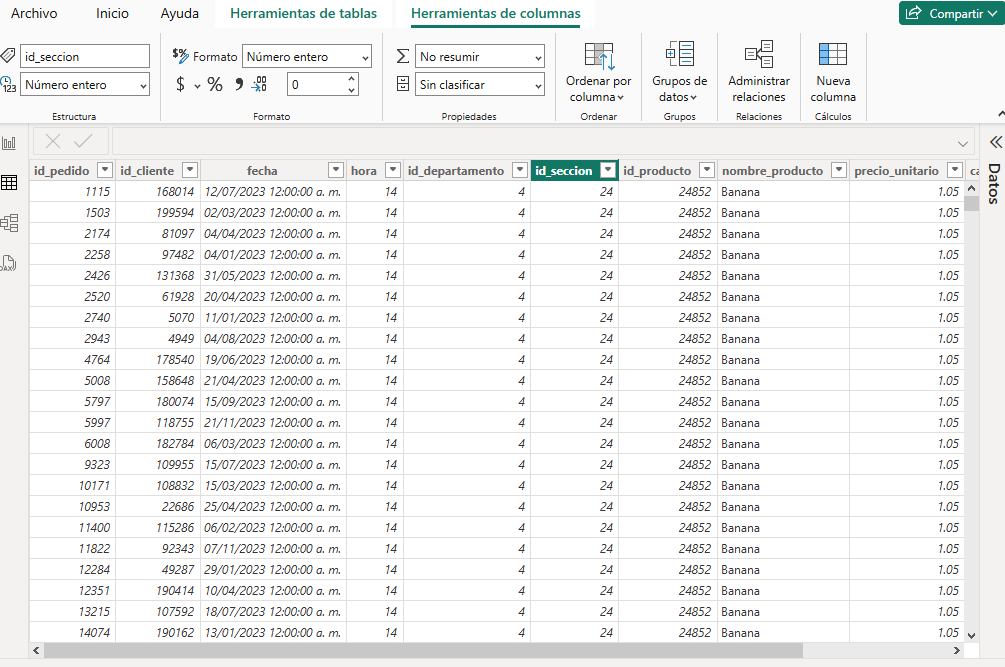 Archivo Inicio Ayuda Herramientas de tablas Herramientas de columnas Compartir
id_seccion $% Formato Número entero Σ No resumir
123 Número entero $ % 9 .00 0 Sin clasificar
Ordenar por columna
Grupos de datos
Administrar relaciones
Nueva columna
Estructura Formato Propiedades Ordenar Grupos Relaciones Cálculos
Datos
DAX
id_pedido id_cliente fecha hora id_departamento id_seccion id_producto nombre_producto precio_unitario ca
1115 168014 12/07/2023 12:00:00 a. m. 14 4 24 24852 Banana 1.05
1503 199594 02/03/2023 12:00:00 a. m. 14 4 24 24852 Banana 1.05
2174 81097 04/04/2023 12:00:00 a. m. 14 4 24 24852 Banana 1.05
2258 97482 04/01/2023 12:00:00 a. m. 14 4 24 24852 Banana 1.05
2426 131368 31/05/2023 12:00:00 a. m. 14 4 24 24852 Banana 1.05
2520 61928 20/04/2023 12:00:00 a. m. 14 4 24 24852 Banana 1.05
2740 5070 11/01/2023 12:00:00 a. m. 14 4 24 24852 Banana 1.05
2943 4949 04/08/2023 12:00:00 a. m. 14 4 24 24852 Banana 1.05
4764 178540 19/06/2023 12:00:00 a. m. 14 4 24 24852 Banana 1.05
5008 158648 21/04/2023 12:00:00 a. m. 14 4 24 24852 Banana 1.05
5797 180074 15/09/2023 12:00:00 a. m. 14 4 24 24852 Banana 1.05
5997 118755 21/11/2023 12:00:00 a. m. 14 4 24 24852 Banana 1.05
6008 182784 06/03/2023 12:00:00 a. m. 14 4 24 24852 Banana 1.05
9323 109955 15/07/2023 12:00:00 a. m. 14 4 24 24852 Banana 1.05
10171 108832 15/03/2023 12:00:00 a. m. 14 4 24 24852 Banana 1.05
10953 22686 25/04/2023 12:00:00 a. m. 14 4 24 24852 Banana 1.05
11400 115286 06/02/2023 12:00:00 a. m. 14 4 24 24852 Banana 1.05
11822 92343 07/11/2023 12:00:00 a. m. 14 4 24 24852 Banana 1.05
12284 49287 29/01/2023 12:00:00 a. m. 14 4 24 24852 Banana 1.05
12351 190414 10/04/2023 12:00:00 a. m. 14 4 24 24852 Banana 1.05
13215 107592 18/07/2023 12:00:00 a. m. 14 4 24 24852 Banana 1.05
14074 190162 13/01/2023 12:00:00 a. m. 14 4 24 24852 Banana 1.05